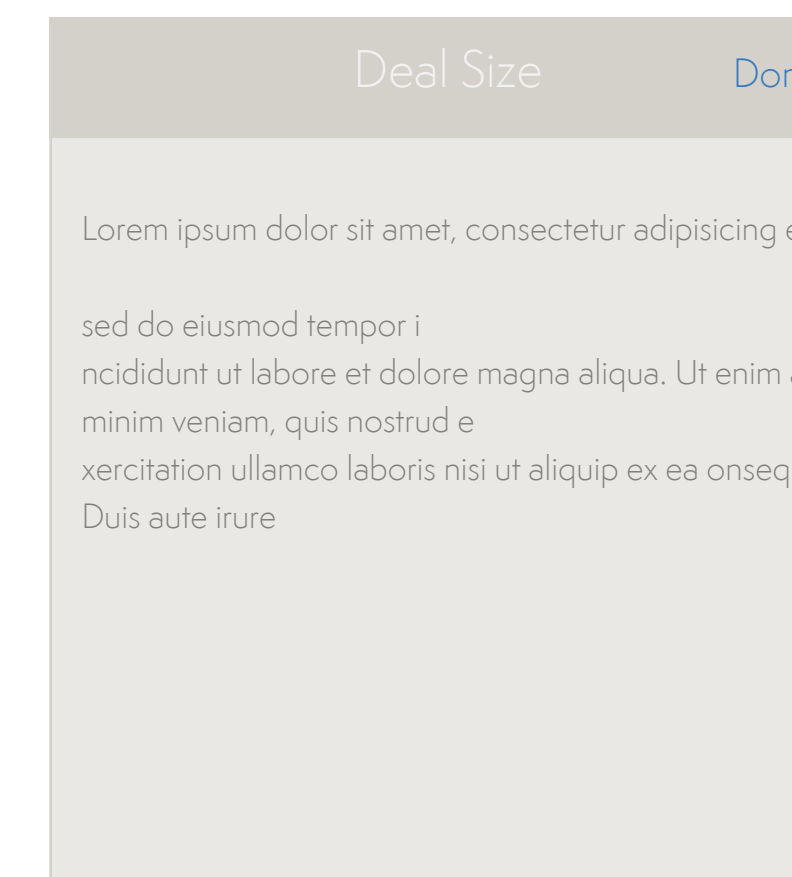 Deal Size
Lorem ipsum dolor sit amet, consectetur adipisicing
sed do eiusmod tempor i
ncididunt ut labore et dolore magna aliqua. Ut enim
minim veniam, quis nostrud e
xercitation ullamco laboris nisi ut aliquip ex ea onseq
Duis aute irure